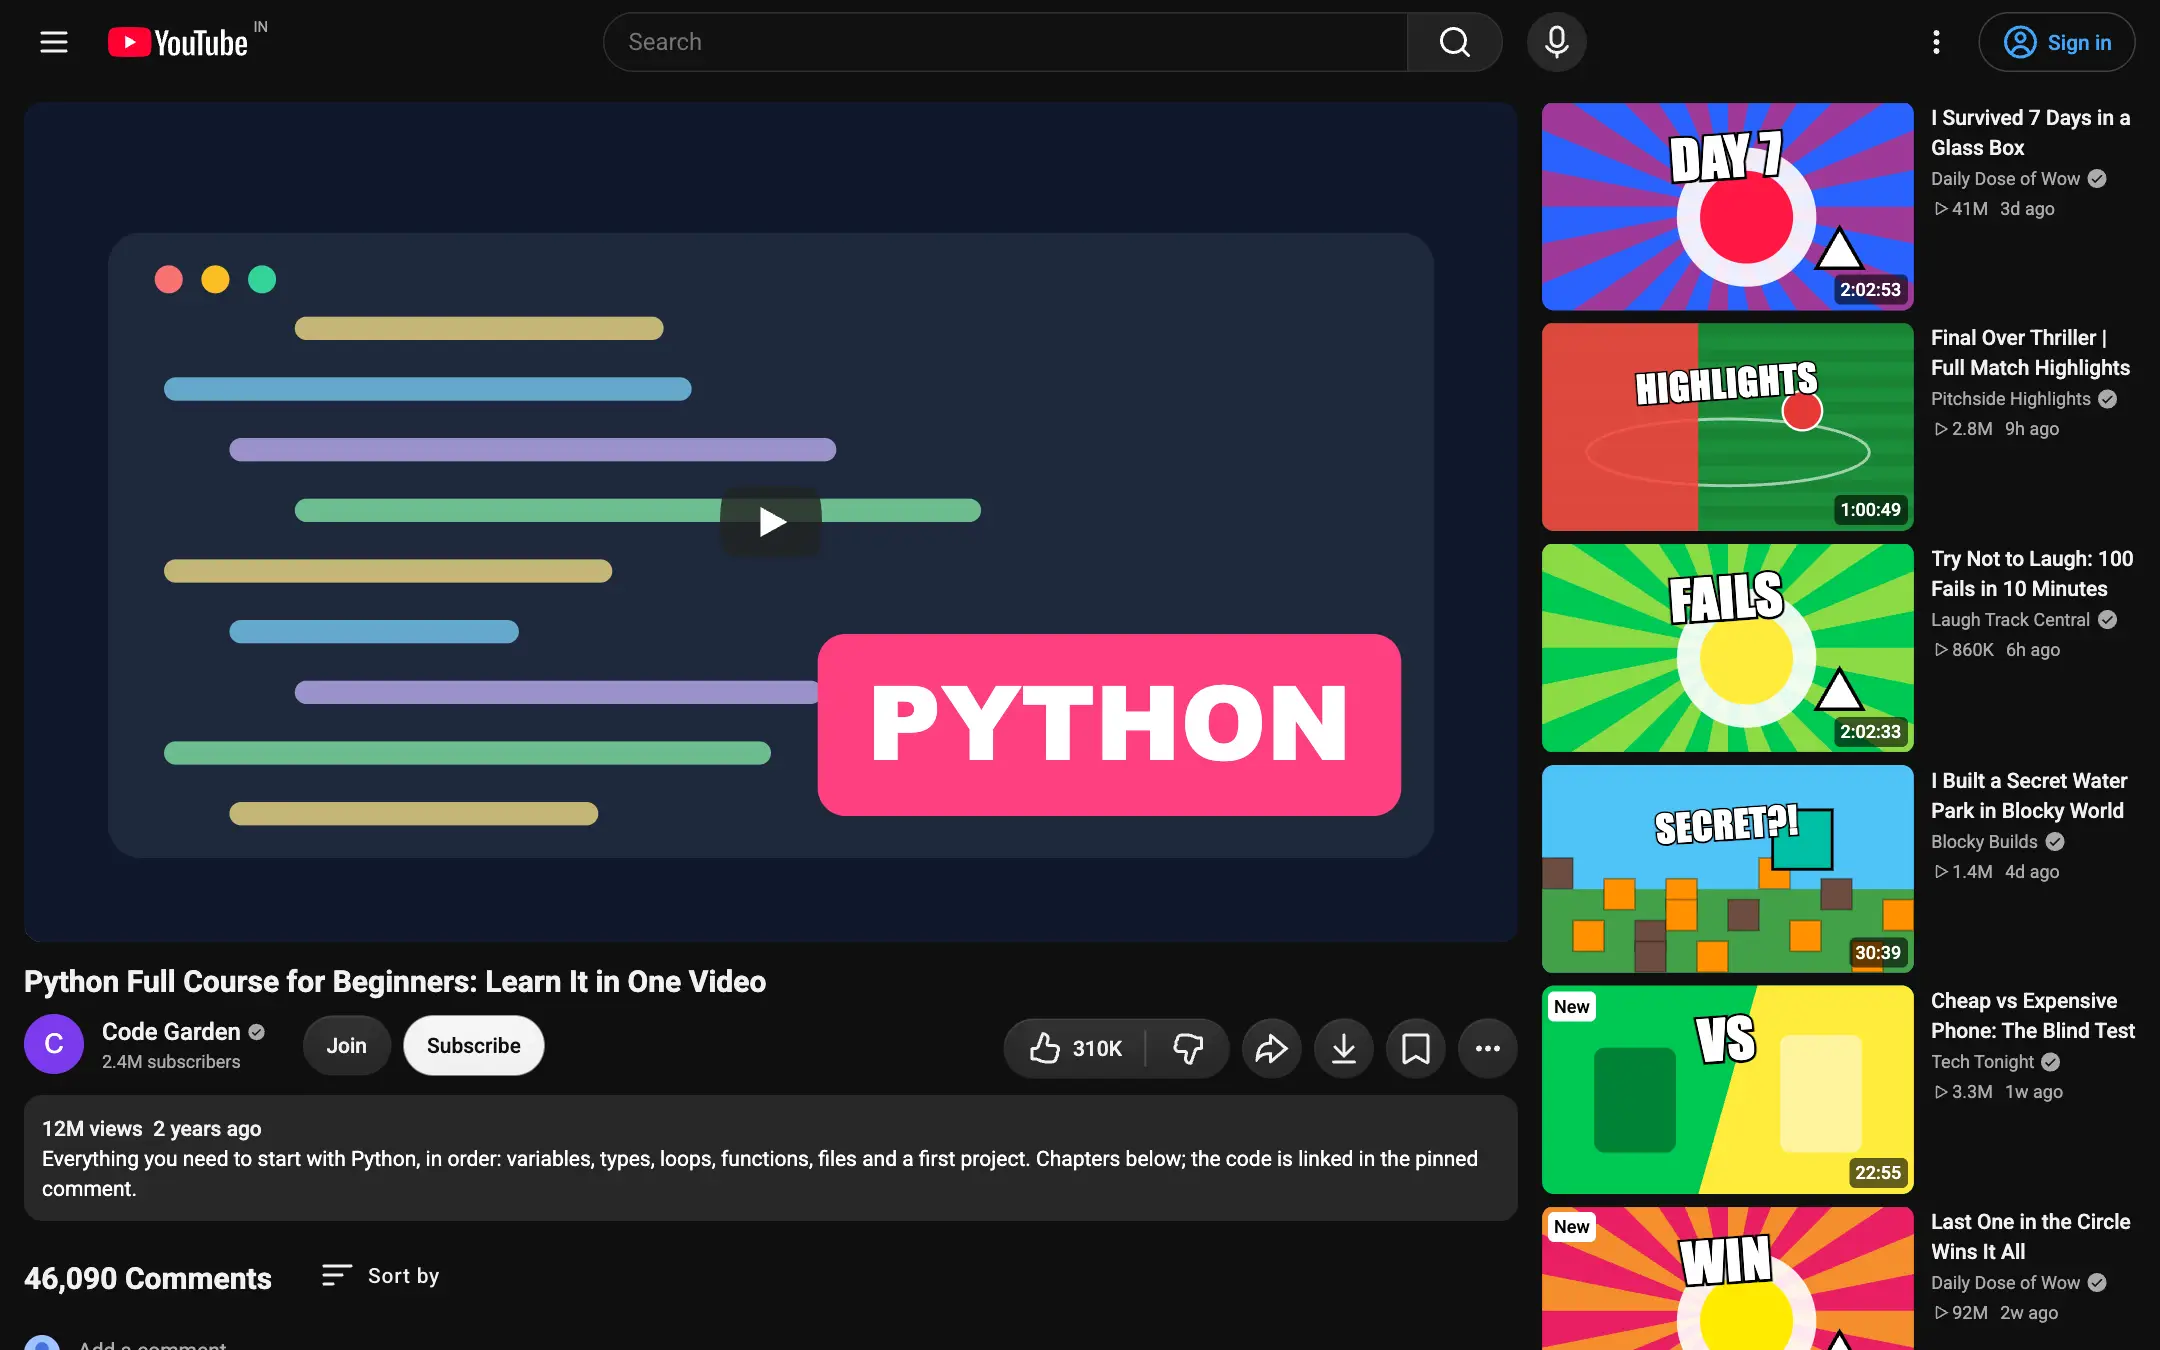 YouTube IN
Search
Sign in
PYTHON
Python Full Course for Beginners: Learn It in One Video
C
Code Garden
2.4M subscribers
Join
Subscribe
310K
12M views 2 years ago
Everything you need to start with Python, in order: variables, types, loops, functions, files and a first project. Chapters below; the code is linked in the pinned
comment.
46,090 Comments
Sort by
Add a comment
DAY 7
2:02:53
I Survived 7 Days in a
Glass Box
Daily Dose of Wow
41M 3d ago
HIGHLIGHTS
1:00:49
Final Over Thriller |
Full Match Highlights
Pitchside Highlights
2.8M 9h ago
FAILS
2:02:33
Try Not to Laugh: 100
Fails in 10 Minutes
Laugh Track Central
860K 6h ago
SECRET?!
30:39
I Built a Secret Water
Park in Blocky World
Blocky Builds
1.4M 4d ago
New
VS
22:55
Cheap vs Expensive
Phone: The Blind Test
Tech Tonight
3.3M 1w ago
New
WIN
Last One in the Circle
Wins It All
Daily Dose of Wow
92M 2w ago